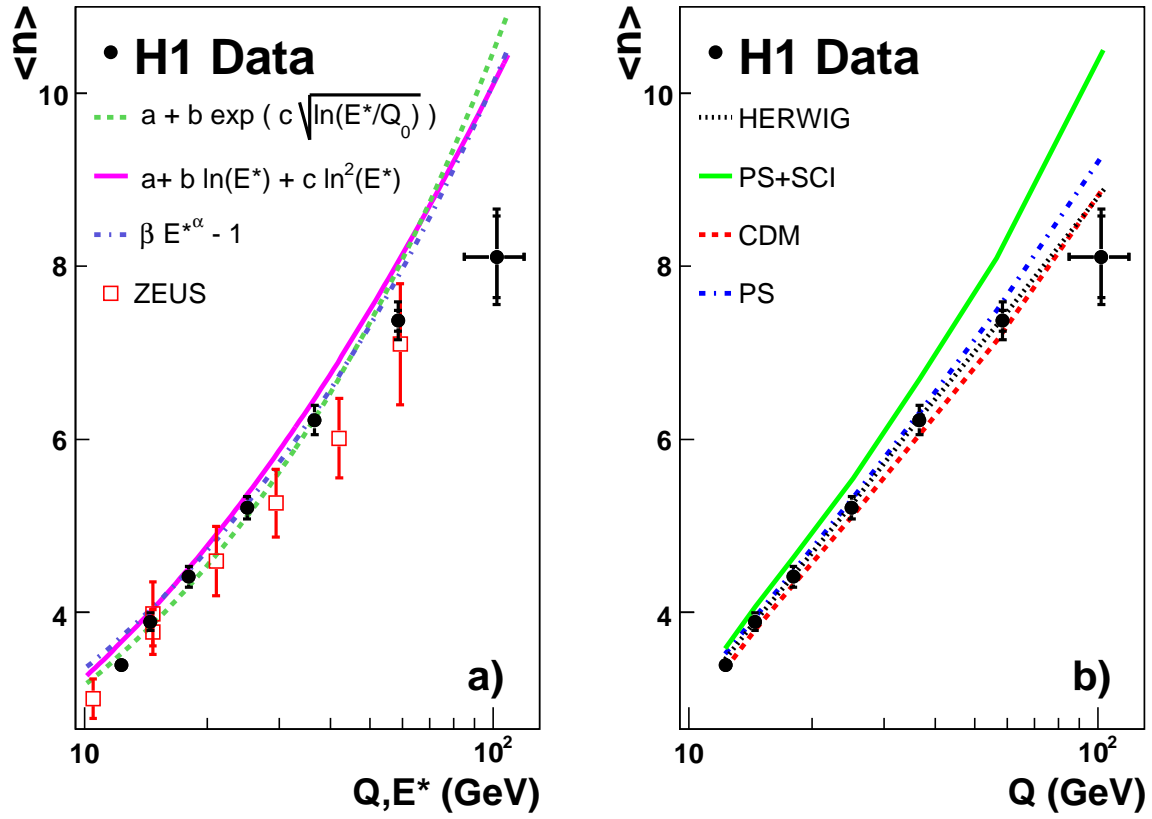 <n>
10
8
6
4
• H1 Data
a + b exp ( c√ln(E*/Q₀) )
a+ b ln(E*) + c ln²(E*)
β E*^α - 1
ZEUS
a)
10
10²
Q,E* (GeV)
<n>
10
8
6
4
• H1 Data
HERWIG
PS+SCI
CDM
PS
b)
10
10²
Q (GeV)